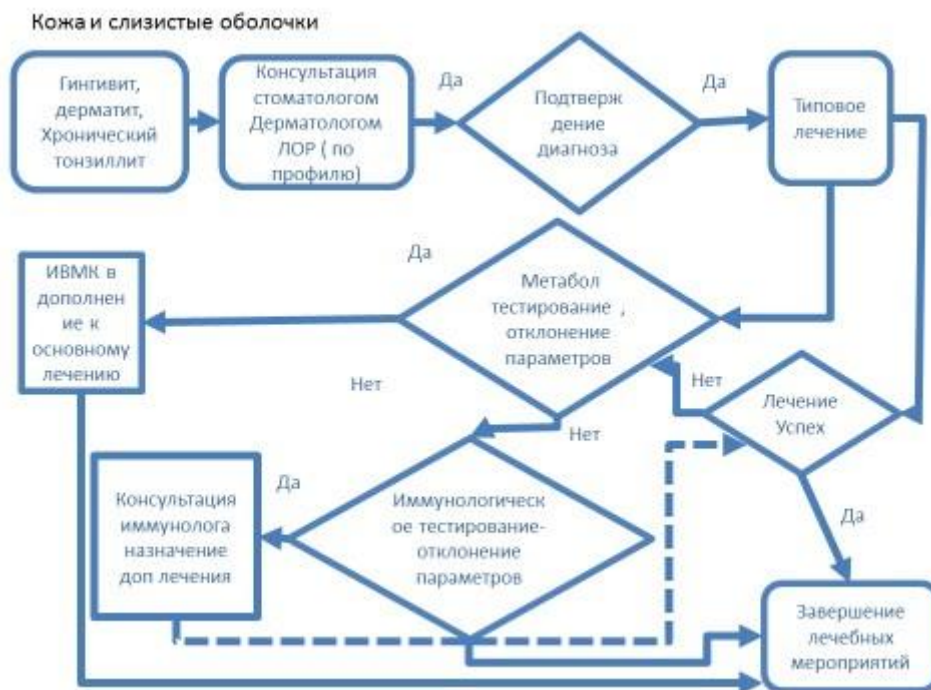 Кожа и слизистые оболочки
Гингивит,
дерматит,
Хронический
тонзиллит
Консультация
стоматологом
Дерматологом
ЛОР ( по
профилю)
Да
Подтверж
дение
диагноза
Да
Типовое
лечение
ИВМК в
дополнен
ие к
основному
лечению
Да
Метабол
тестирование ,
отклонение
параметров
Нет
Нет
Нет
Лечение
Успех
Консультация
иммунолога
назначение
доп лечения
Да
Иммунологическ
ое тестирование-
отклонение
параметров
Да
Завершение
лечебных
мероприятий